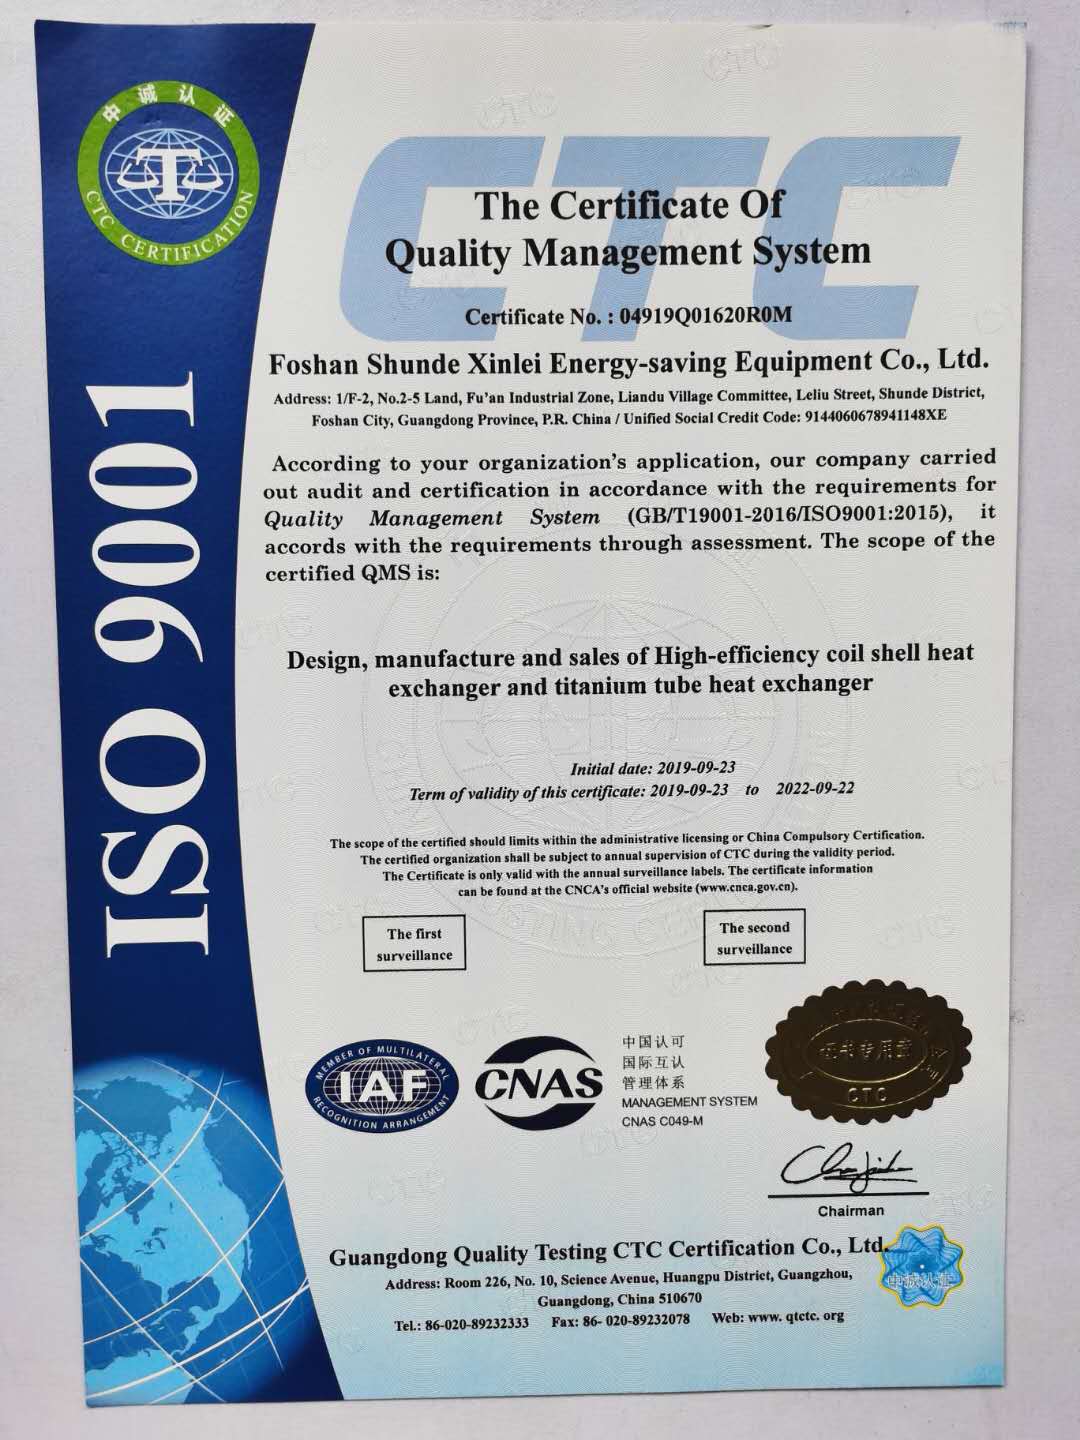 中诚认证
CTC CERTIFICATION
ISO 9001
CTC
The Certificate Of
Quality Management System
Certificate No. : 04919Q01620R0M
Foshan Shunde Xinlei Energy-saving Equipment Co., Ltd.
Address: 1/F-2, No.2-5 Land, Fu'an Industrial Zone, Liandu Village Committee, Leliu Street, Shunde District,
Foshan City, Guangdong Province, P.R. China / Unified Social Credit Code: 9144060678941148XE
According to your organization's application, our company carried
out audit and certification in accordance with the requirements for
Quality Management System (GB/T19001-2016/ISO9001:2015), it
accords with the requirements through assessment. The scope of the
certified QMS is:
Design, manufacture and sales of High-efficiency coil shell heat
exchanger and titanium tube heat exchanger
Initial date: 2019-09-23
Term of validity of this certificate: 2019-09-23 to 2022-09-22
The scope of the certified should limits within the administrative licensing or China Compulsory Certification.
The certified organization shall be subject to annual supervision of CTC during the validity period.
The Certificate is only valid with the annual surveillance labels. The certificate information
can be found at the CNCA's official website (www.cnca.gov.cn).
The first
surveillance
The second
surveillance
MEMBER OF MULTILATERAL
IAF
RECOGNITION ARRANGEMENT
CNAS
中国认可
国际互认
管理体系
MANAGEMENT SYSTEM
CNAS C049-M
证书专用章
CTC
Chairman
Guangdong Quality Testing CTC Certification Co., Ltd.
中诚认证
Address: Room 226, No. 10, Science Avenue, Huangpu District, Guangzhou,
Guangdong, China 510670
Tel.: 86-020-89232333 Fax: 86- 020-89232078 Web: www. qtctc. org